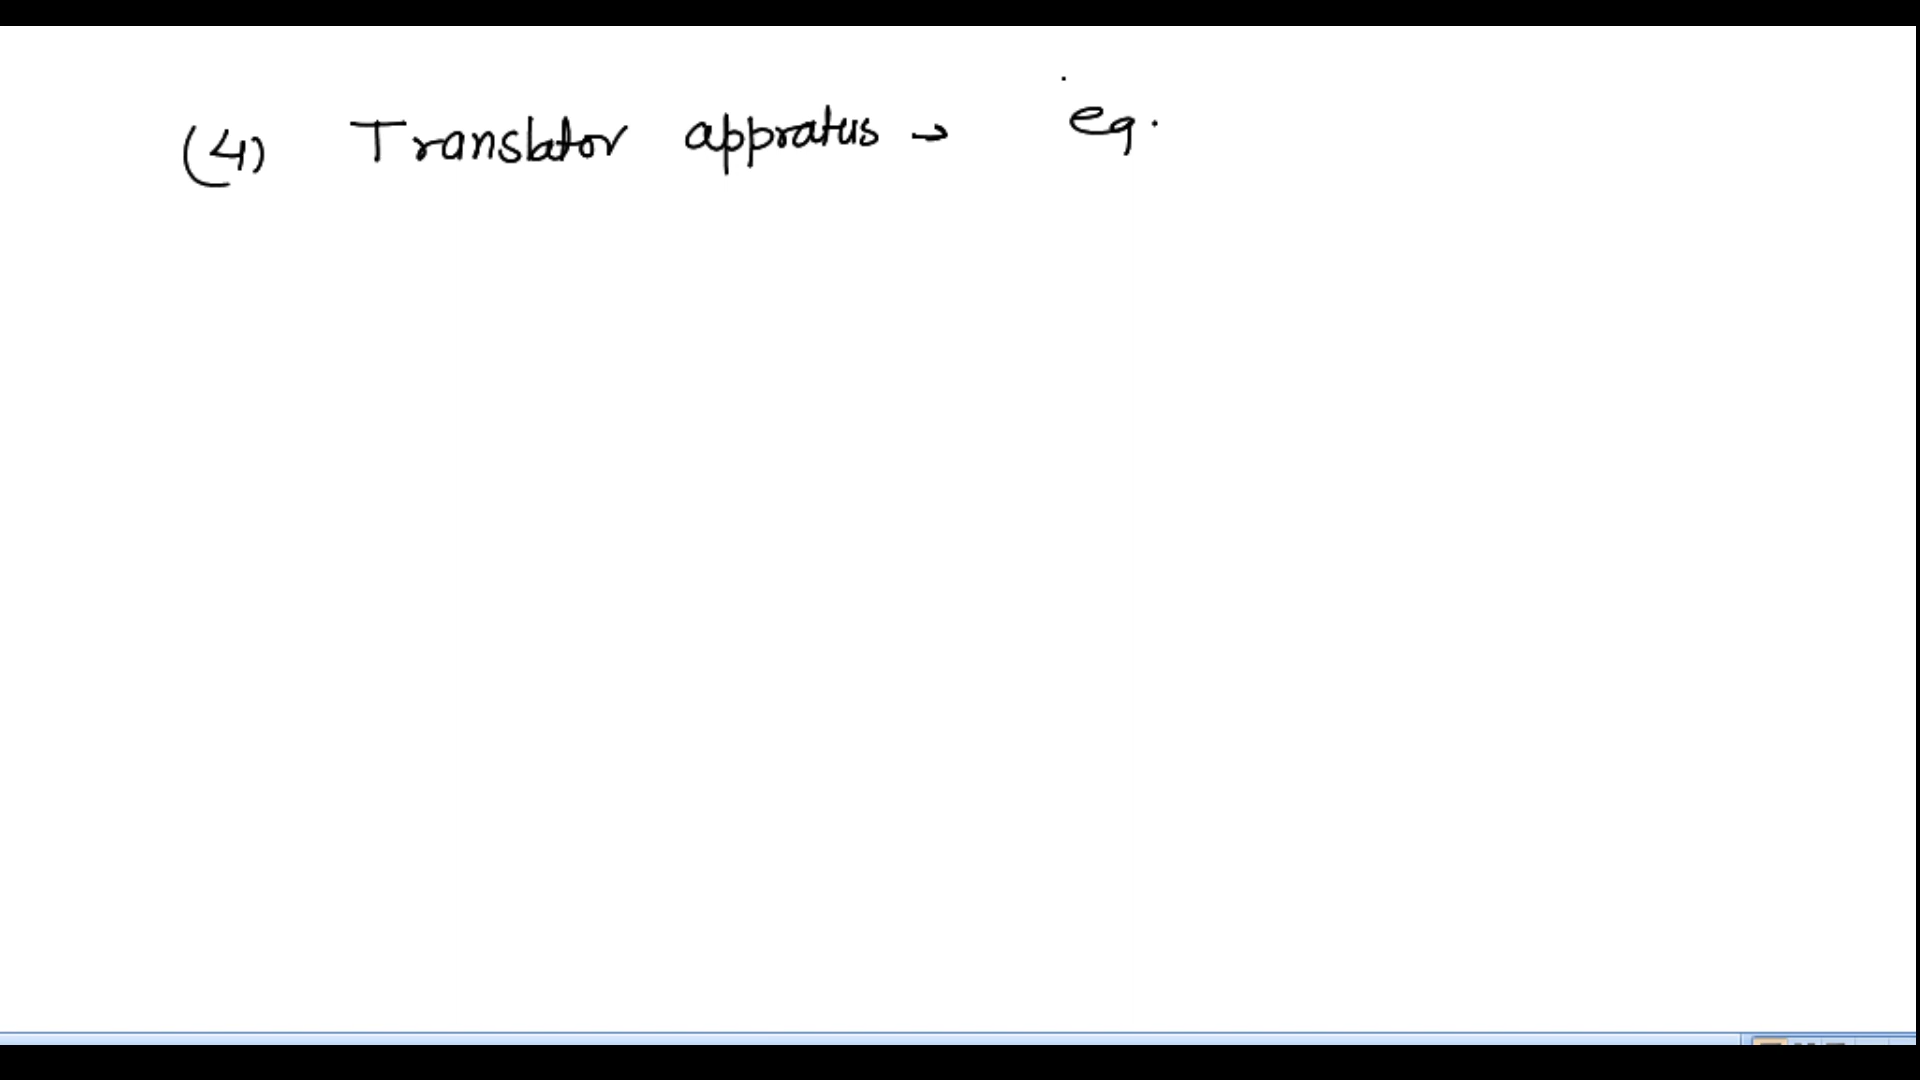 (4) Translator appratus → eg.